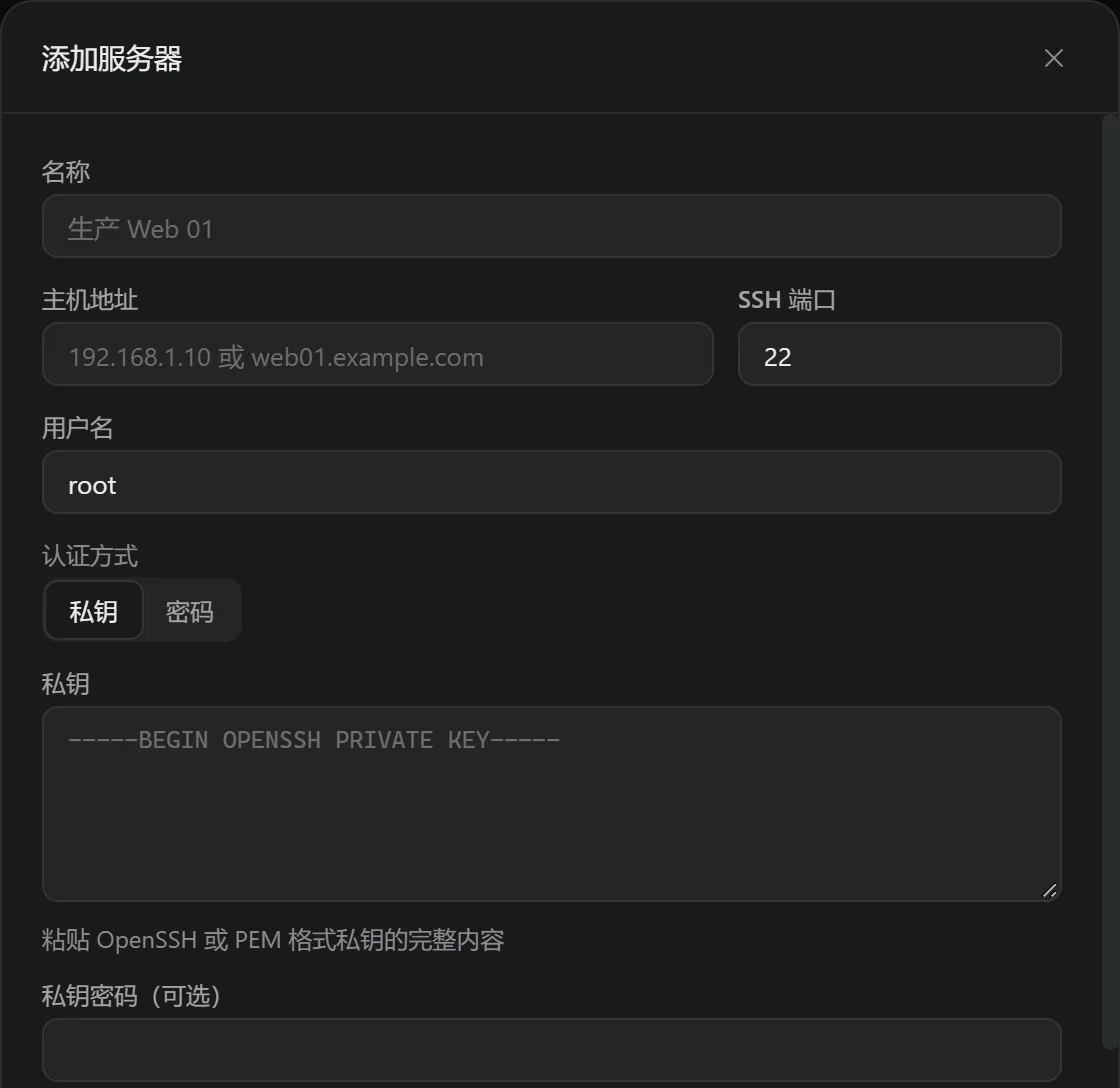 添加服务器
名称
生产 Web 01
主机地址
SSH 端口
192.168.1.10 或 web01.example.com
22
用户名
root
认证方式
私钥
密码
私钥
-----BEGIN OPENSSH PRIVATE KEY-----
粘贴 OpenSSH 或 PEM 格式私钥的完整内容
私钥密码（可选）